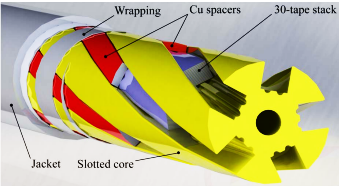 Wrapping
Cu spacers
30-tape stack
Jacket
Slotted core